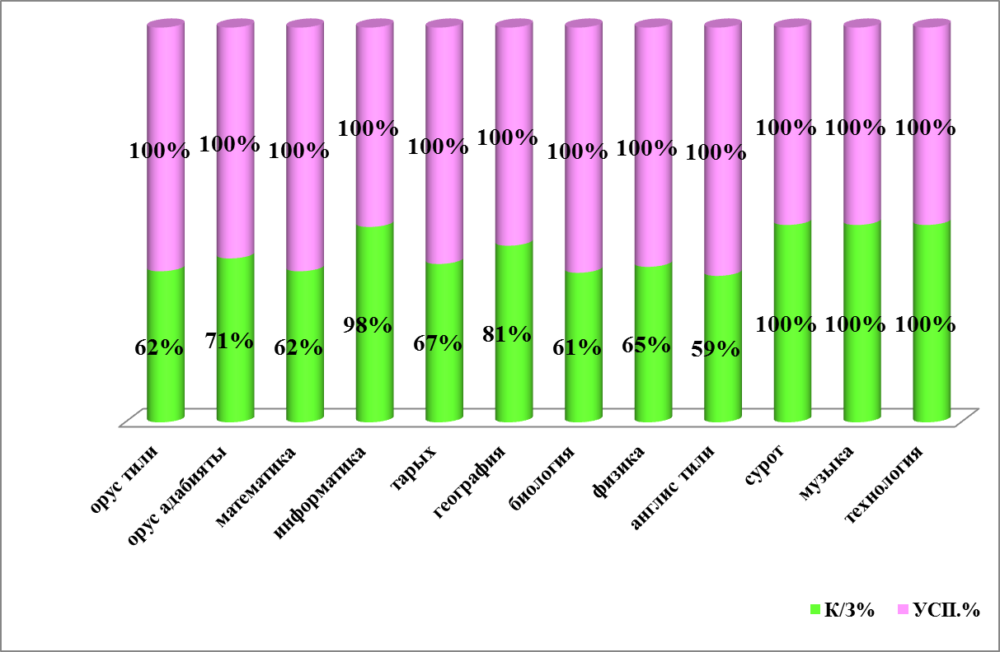 100% 100% 100% 100% 100% 100% 100% 100% 100% 100% 100% 100%
62% 71% 62% 98% 67% 81% 61% 65% 59% 100% 100% 100%
орус тили
орус адабияты
математика
информатика
тарых
география
биология
физика
англис тили
сурот
музыка
технология
К/З% УСП.%